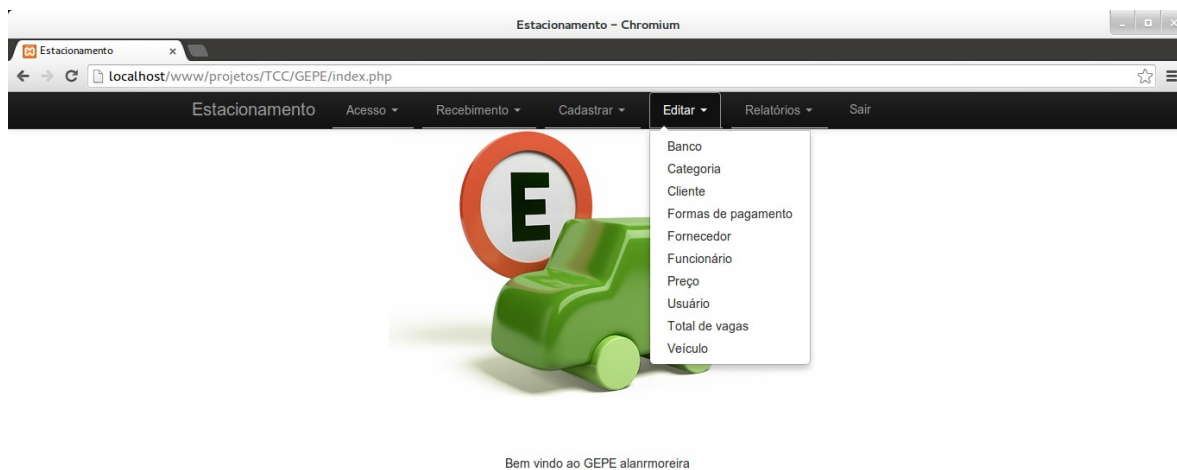 Estacionamento - Chromium
Estacionamento
localhost/www/projetos/TCC/GEPE/index.php
Estacionamento Acesso Recebimento Cadastrar Editar Relatórios Sair
Banco
Categoria
Cliente
Formas de pagamento
Fornecedor
Funcionário
Preço
Usuário
Total de vagas
Veículo
E
Bem vindo ao GEPE alanrmoreira